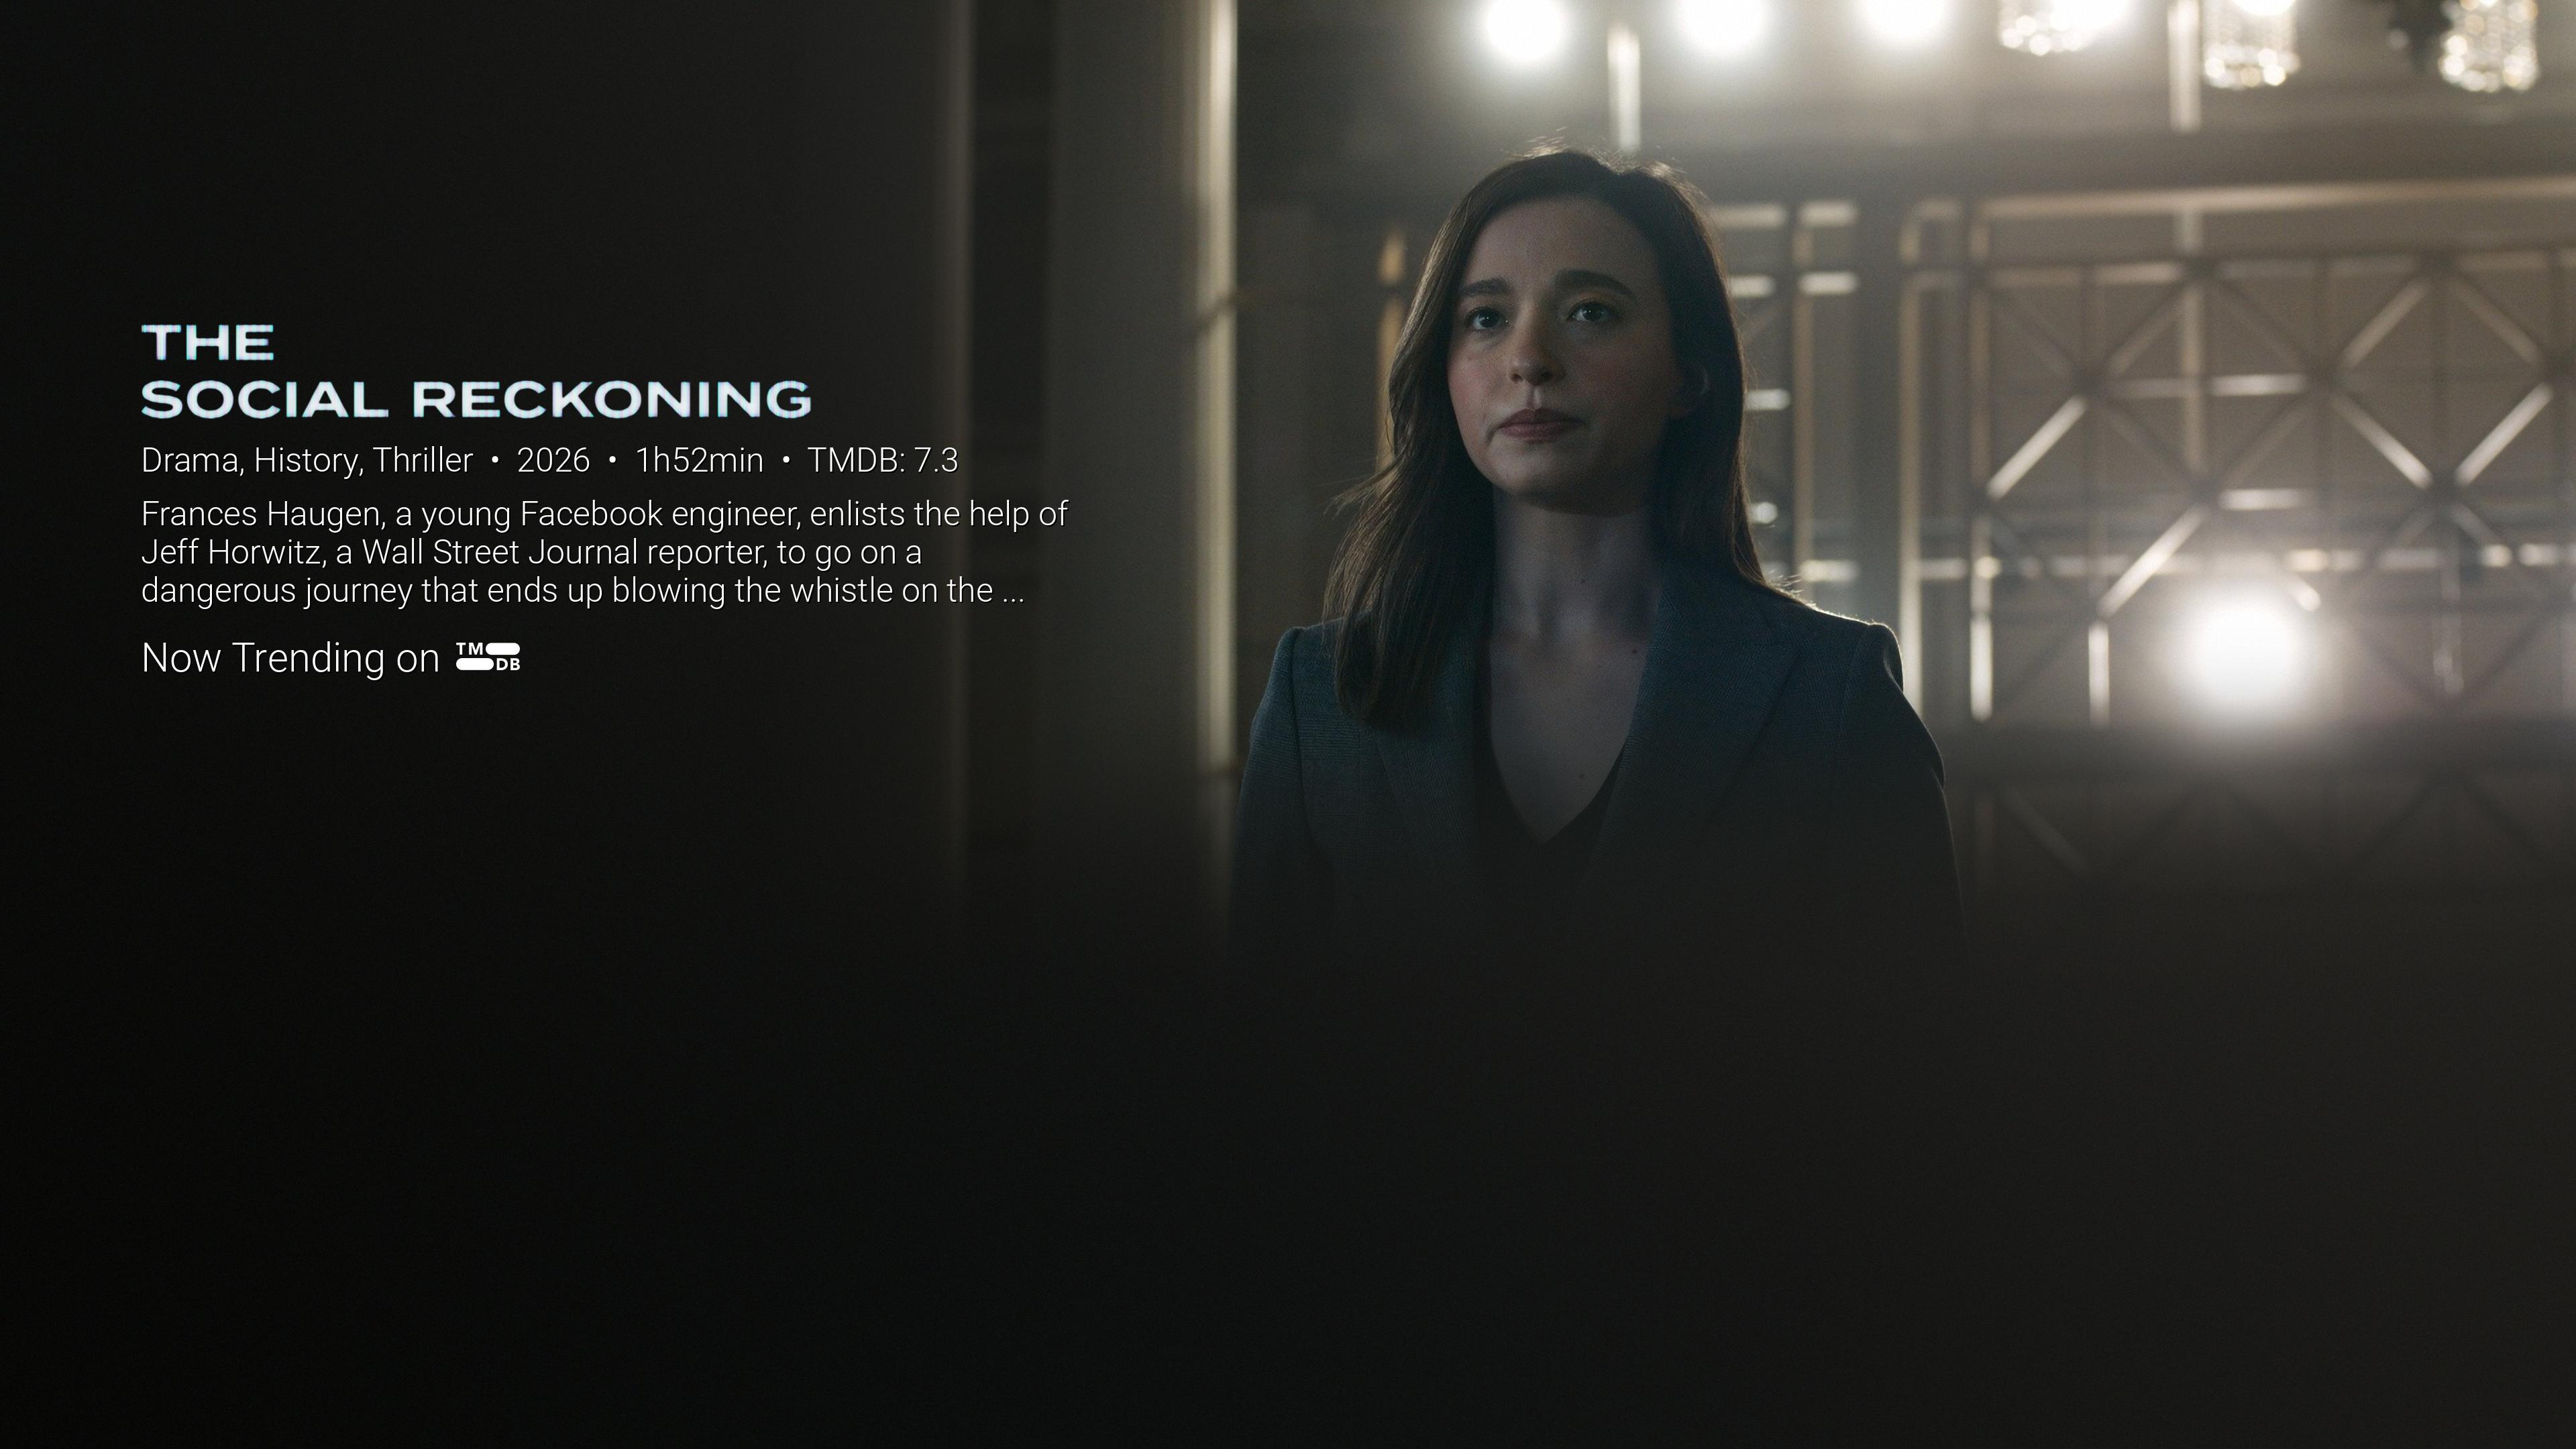 THE
SOCIAL RECKONING
Drama, History, Thriller • 2026 • 1h52min • TMDB: 7.3
Frances Haugen, a young Facebook engineer, enlists the help of
Jeff Horwitz, a Wall Street Journal reporter, to go on a
dangerous journey that ends up blowing the whistle on the ...
Now Trending on TMDB